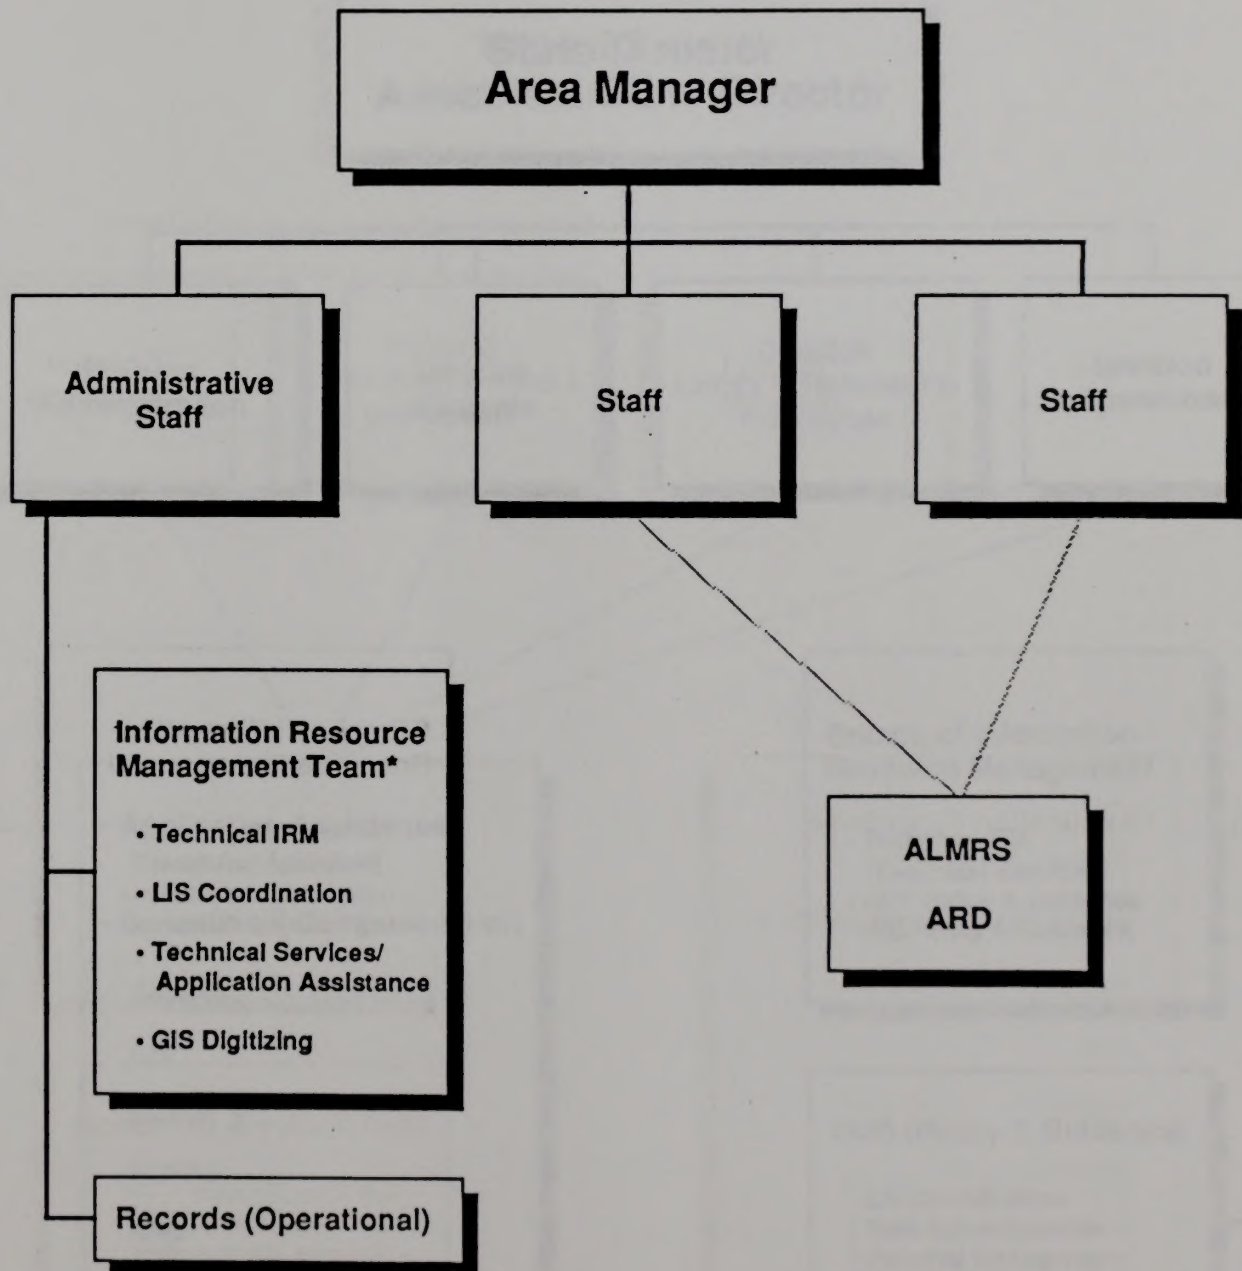 Area Manager
Administrative
Staff
Staff
Staff
Information Resource
Management Team*
• Technical IRM
• LIS Coordination
• Technical Services/
Application Assistance
• GIS Digitizing
ALMRS
ARD
Records (Operational)